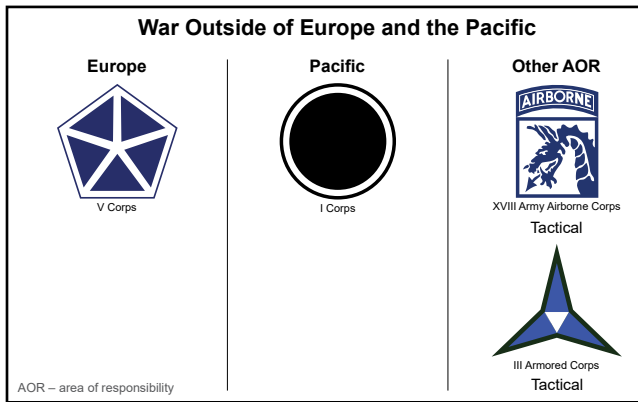 War Outside of Europe and the Pacific
Europe
V Corps
Pacific
I Corps
Other AOR
AIRBORNE
XVIII Army Airborne Corps
Tactical
III Armored Corps
Tactical
AOR – area of responsibility